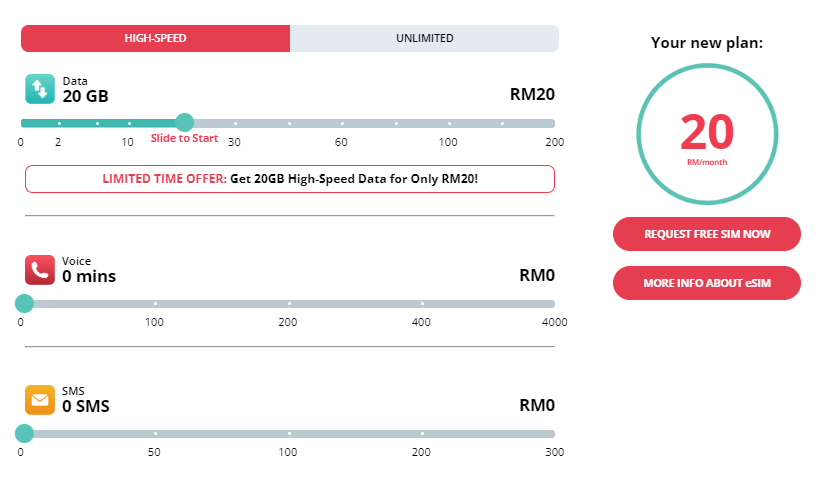 HIGH-SPEED UNLIMITED
Your new plan:
Data
20 GB RM20
0 2 10 30 60 100 200
Slide to Start
LIMITED TIME OFFER: Get 20GB High-Speed Data for Only RM20!
20
RM/month
REQUEST FREE SIM NOW
MORE INFO ABOUT eSIM
Voice
0 mins RM0
0 100 200 400 4000
SMS
0 SMS RM0
0 50 100 200 300